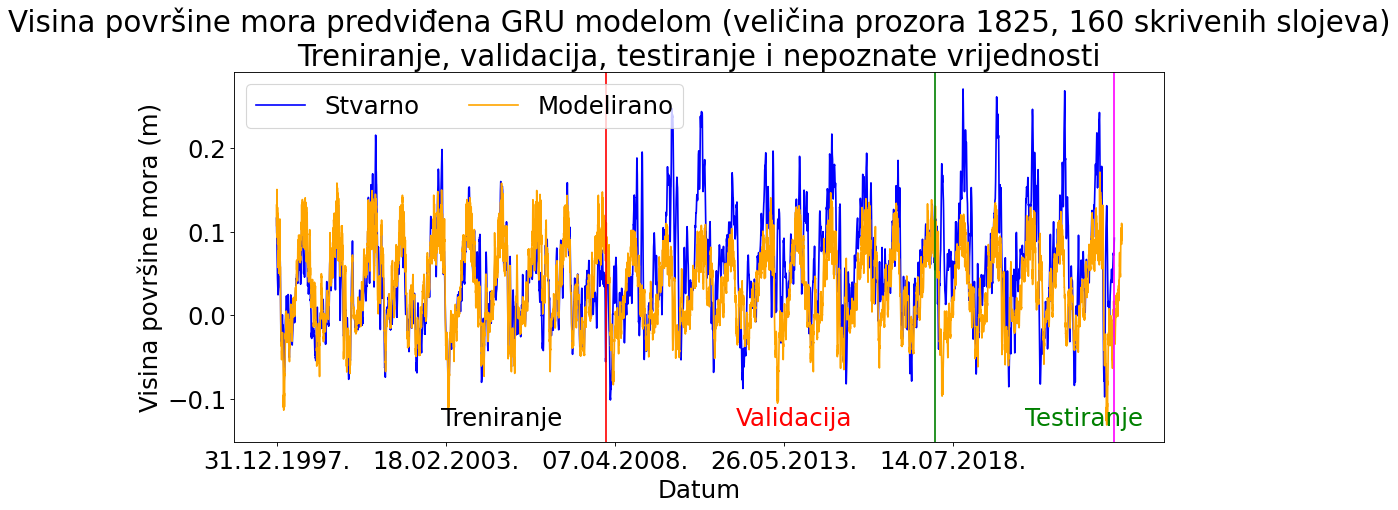 Visina površine mora predviđena GRU modelom (veličina prozora 1825, 160 skrivenih slojeva)
Treniranje, validacija, testiranje i nepoznate vrijednosti
Stvarno Modelirano
Visina površine mora (m)
0.2
0.1
0.0
−0.1
Treniranje Validacija Testiranje
31.12.1997. 18.02.2003. 07.04.2008. 26.05.2013. 14.07.2018.
Datum